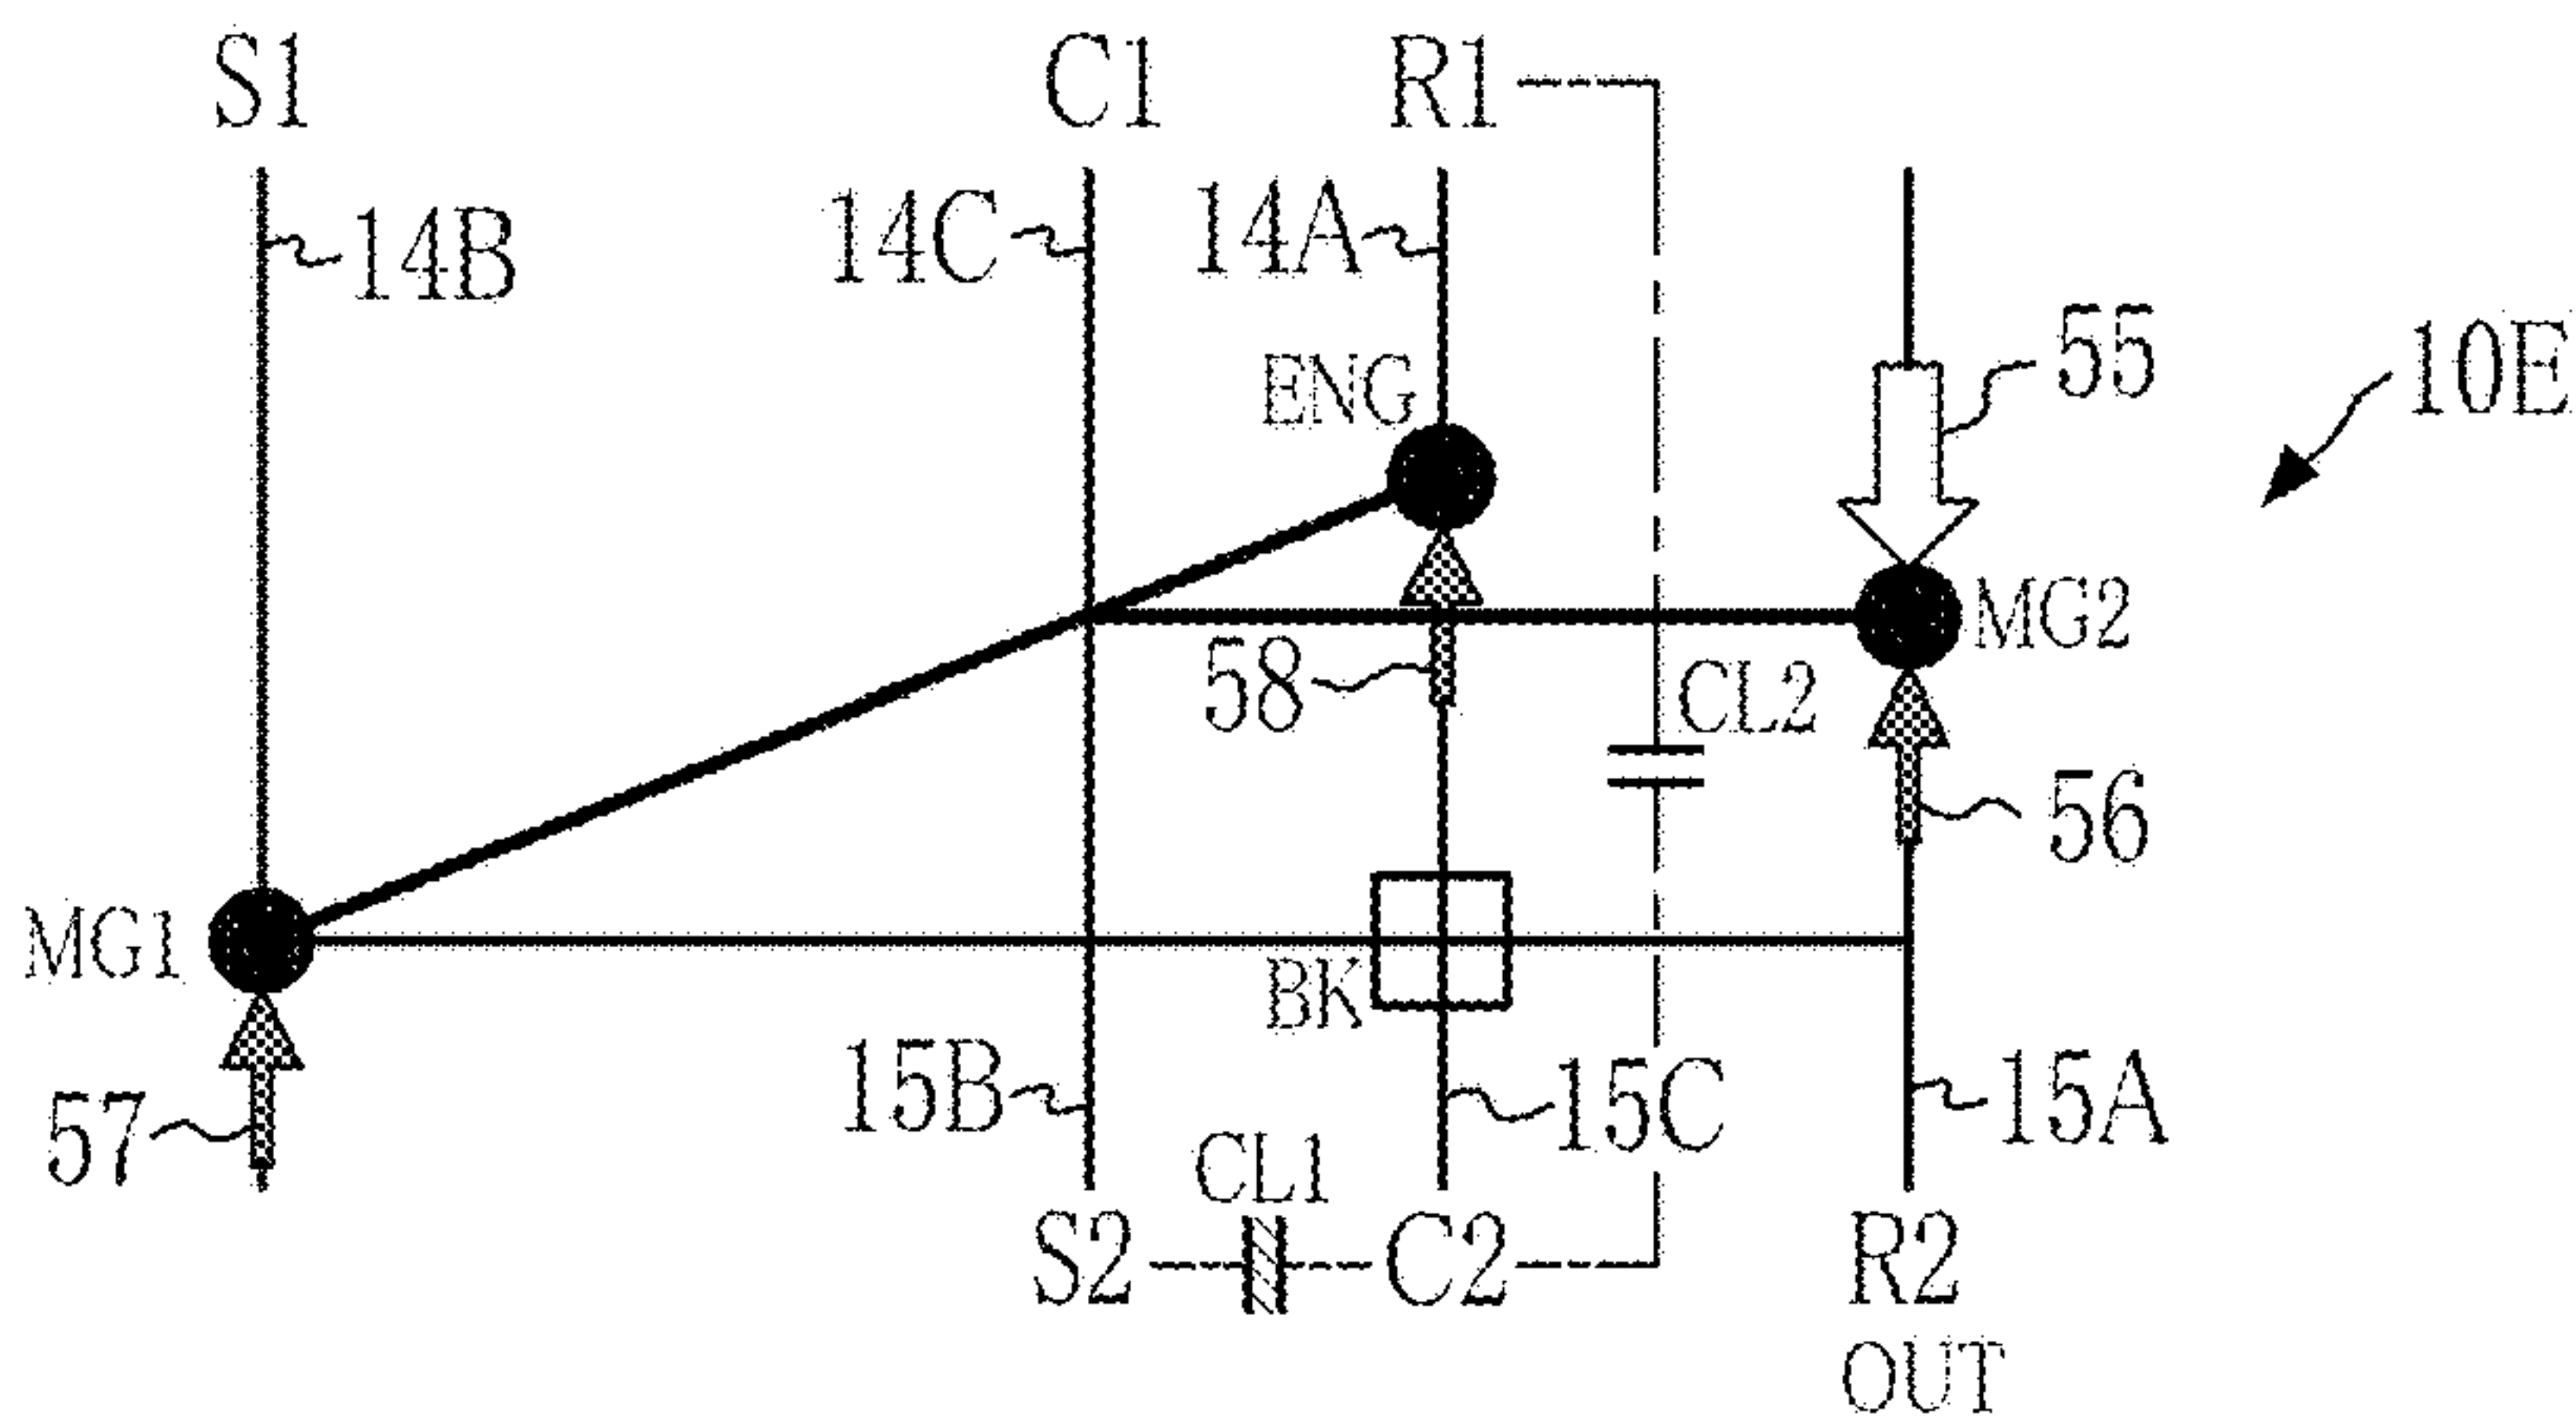 S1 C1 R1
14B 14C 14A
55 10E
ENG
MG2
58 CL2
56
MG1 BK
57 15B 15C 15A
CL1
S2 C2 R2
OUT